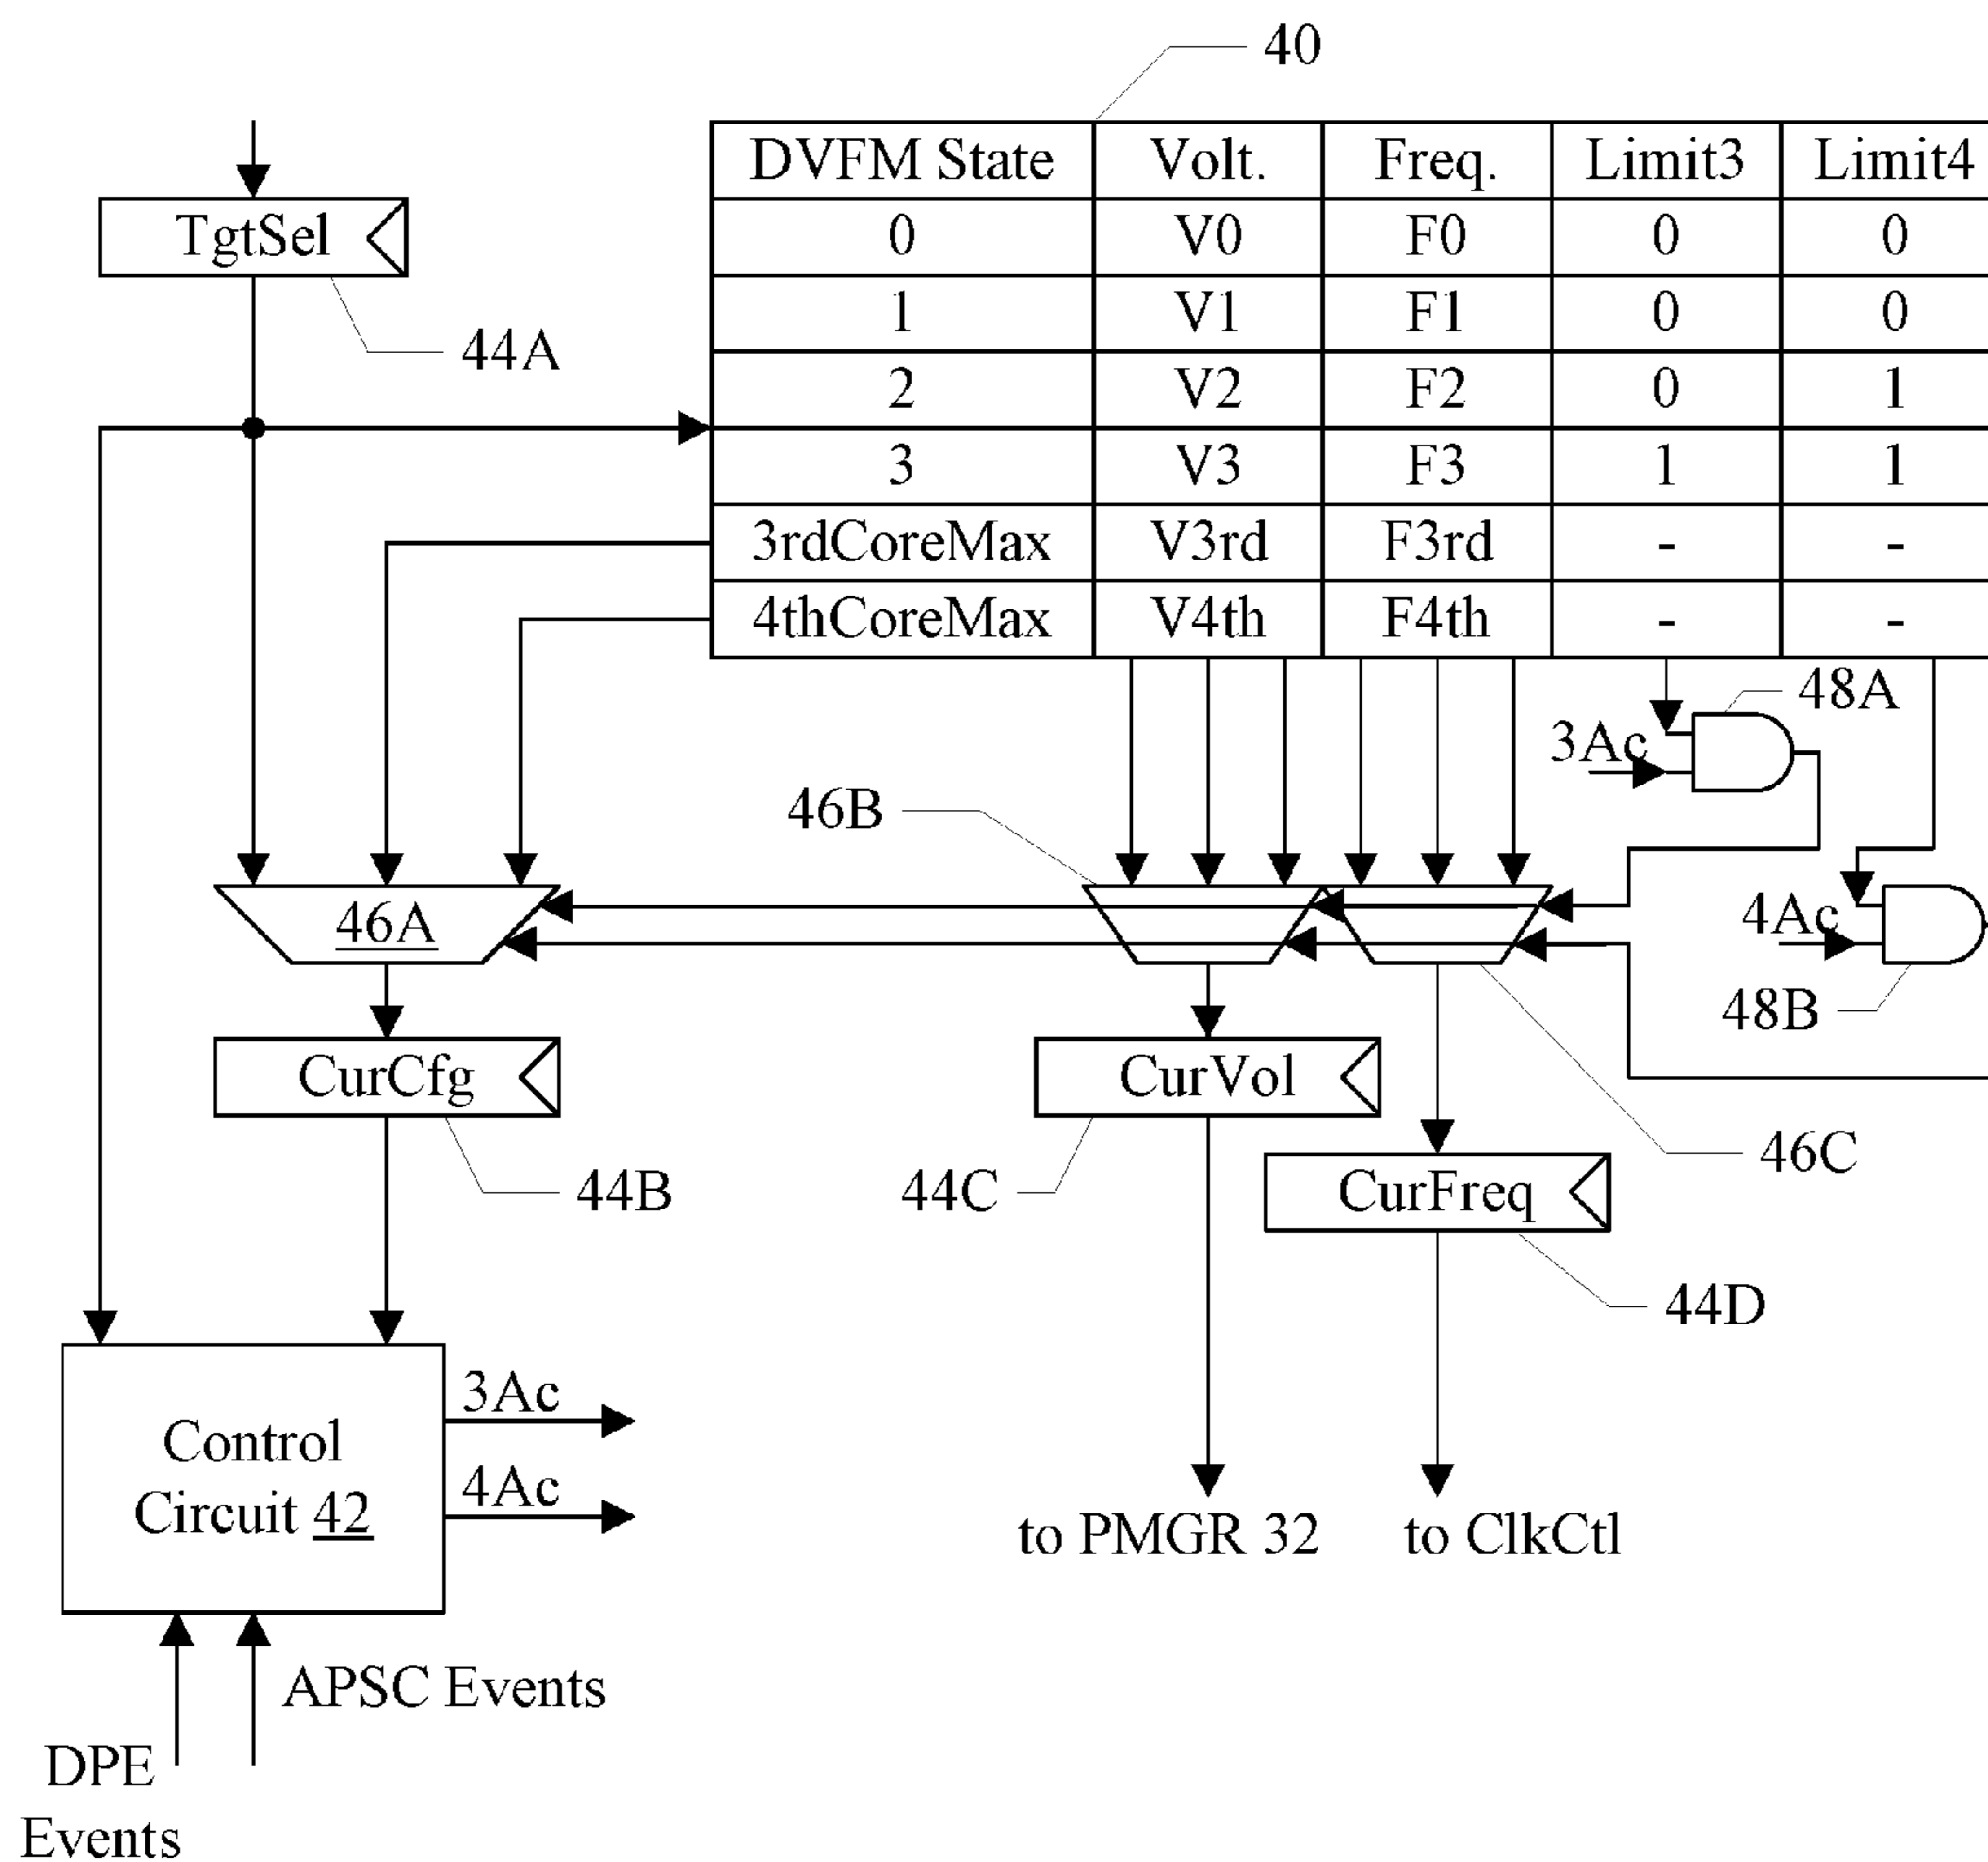 40
DVFM State Volt. Freq. Limit3 Limit4
0 V0 F0 0 0
1 V1 F1 0 0
2 V2 F2 0 1
3 V3 F3 1 1
3rdCoreMax V3rd F3rd - -
4thCoreMax V4th F4th - -
TgtSel
44A
48A
3Ac
46B
46A
4Ac
48B
CurCfg
CurVol
46C
44B
44C
CurFreq
44D
3Ac
Control
Circuit 42
4Ac
to PMGR 32
to ClkCtl
APSC Events
DPE
Events